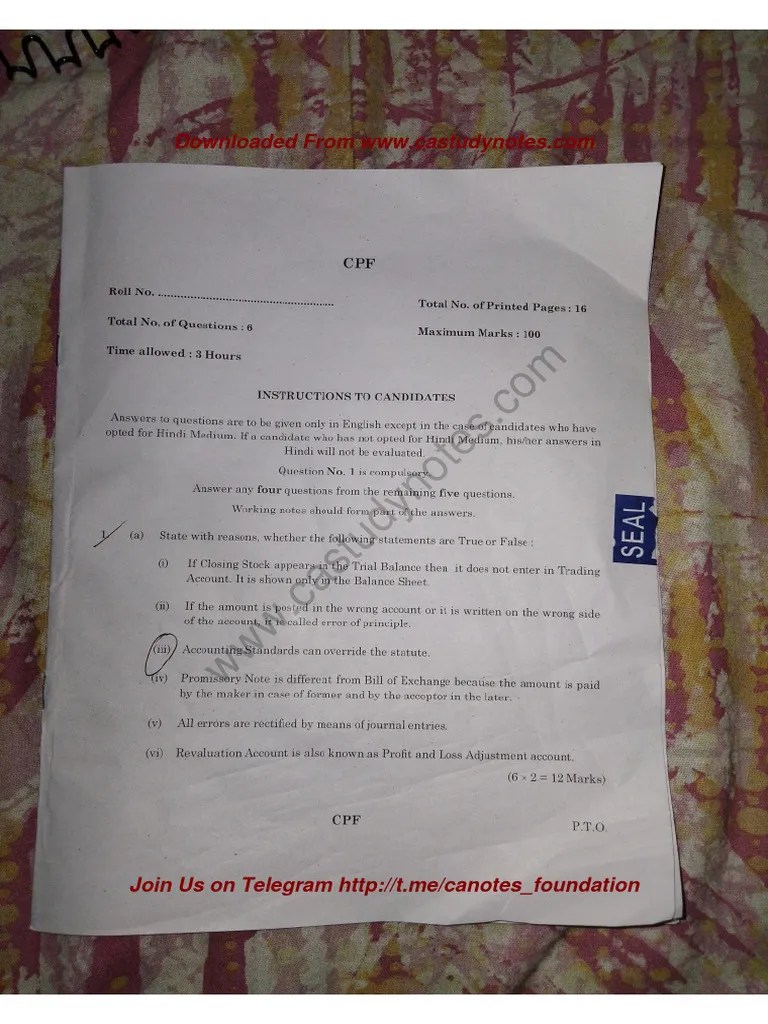 Downloaded From www.castudynotes.com
CPF
Roll No. ........................................................
Total No. of Printed Pages : 16
Total No. of Questions : 6
Maximum Marks : 100
Time allowed : 3 Hours
INSTRUCTIONS TO CANDIDATES
Answers to questions are to be given only in English except in the case of candidates who have
opted for Hindi Medium. If a candidate who has not opted for Hindi Medium, his/her answers in
Hindi will not be evaluated.
Question No. 1 is compulsory.
Answer any four questions from the remaining five questions.
Working notes should form part of the answers.
1. (a) State with reasons, whether the following statements are True or False :
(i) If Closing Stock appears in the Trial Balance then it does not enter in Trading
Account. It is shown only in the Balance Sheet.
(ii) If the amount is posted in the wrong account or it is written on the wrong side
of the account, it is called error of principle.
(iii) Accounting Standards can override the statute.
(iv) Promissory Note is different from Bill of Exchange because the amount is paid
by the maker in case of former and by the acceptor in the later.
(v) All errors are rectified by means of journal entries.
(vi) Revaluation Account is also known as Profit and Loss Adjustment account.
(6 × 2 = 12 Marks)
CPF
P.T.O.
SEAL
www.castudynotes.com
Join Us on Telegram http://t.me/canotes_foundation